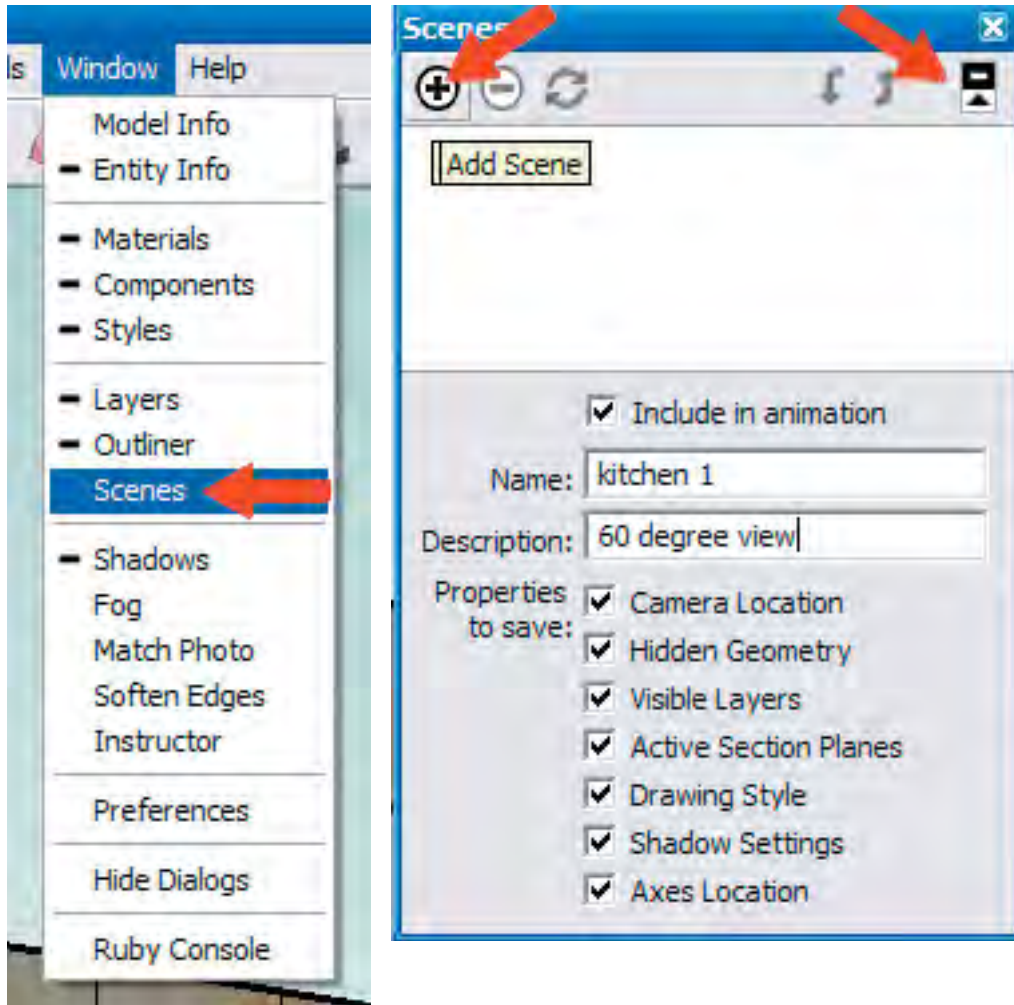 ls Window Help
Model Info
Entity Info
Materials
Components
Styles
Layers
Outliner
Scenes
Shadows
Fog
Match Photo
Soften Edges
Instructor
Preferences
Hide Dialogs
Ruby Console
Scenes
Add Scene
Include in animation
Name: kitchen 1
Description: 60 degree view
Properties
to save:
Camera Location
Hidden Geometry
Visible Layers
Active Section Planes
Drawing Style
Shadow Settings
Axes Location